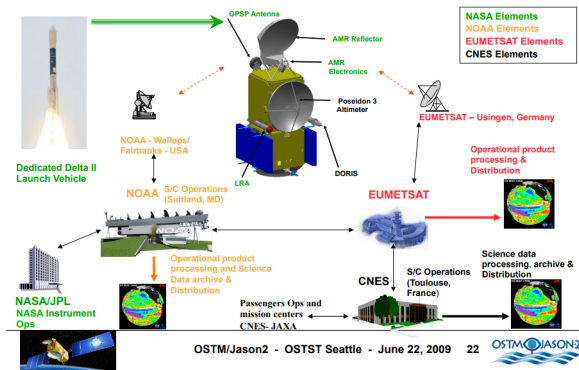 GPSP Antenna
AMR Reflector
AMR
Electronics
NASA Elements
NOAA Elements
EUMETSAT Elements
CNES Elements
Poseidon 3
Altimeter
NOAA - Wallops/
Fairbanks - USA
EUMETSAT – Usingen, Germany
Dedicated Delta II
Launch Vehicle
LRA
DORIS
Operational product
processing &
Distribution
NOAA
S/C Operations
(Suitland, MD)
EUMETSAT
NOAA
Operational product
processing and Science
Data archive &
Distribution
NASA/JPL
NASA Instrument
Ops
CNES
S/C Operations
(Toulouse,
France)
Science data
processing, archive &
Distribution
Passengers Ops and
mission centers
CNES- JAXA
OSTM/Jason2 - OSTST Seattle - June 22, 2009 22
OSTM JASON-2